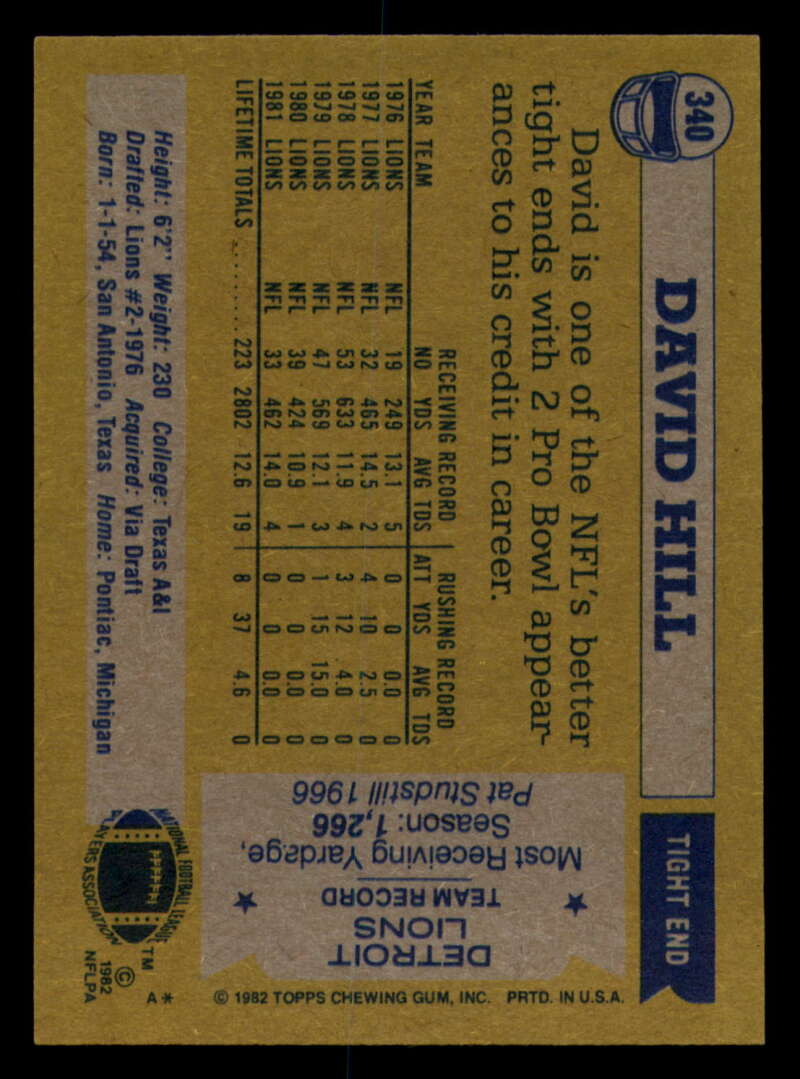 340
DAVID HILL
TIGHT END
David is one of the NFL's better
tight ends with 2 Pro Bowl appear-
ances to his credit in career.
RECEIVING RECORD RUSHING RECORD
YEAR TEAM NO YDS AVG TDS ATT YDS AVG TDS
1976 LIONS NFL 19 249 13.1 5 0 0 0.0 0
1977 LIONS NFL 32 465 14.5 2 4 10 2.5 0
1978 LIONS NFL 53 633 11.9 4 3 12 4.0 0
1979 LIONS NFL 47 569 12.1 3 1 15 15.0 0
1980 LIONS NFL 39 424 10.9 1 0 0 0.0 0
1981 LIONS NFL 33 462 14.0 4 0 0 0.0 0
LIFETIME TOTALS ........ 223 2802 12.6 19 8 37 4.6 0
Height: 6'2" Weight: 230 College: Texas A&I
Drafted: Lions #2-1976 Acquired: Via Draft
Born: 1-1-54, San Antonio, Texas Home: Pontiac, Michigan
DETROIT
LIONS
TEAM RECORD
Most Receiving Yardage,
Season: 1,266
Pat Studstill 1966
NATIONAL FOOTBALL LEAGUE
PLAYERS ASSOCIATION
TM
© 1982
NFLPA
A*
© 1982 TOPPS CHEWING GUM, INC. PRTD. IN U.S.A.